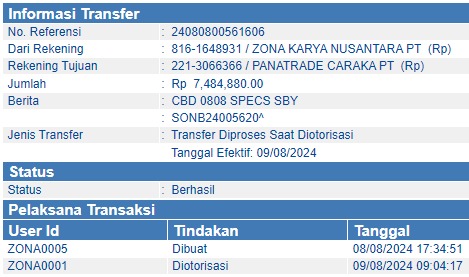 Informasi Transfer
No. Referensi : 24080800561606
Dari Rekening : 816-1648931 / ZONA KARYA NUSANTARA PT (Rp)
Rekening Tujuan : 221-3066366 / PANATRADE CARAKA PT (Rp)
Jumlah : Rp 7,484,880.00
Berita : CBD 0808 SPECS SBY
: SONB24005620^
Jenis Transfer : Transfer Diproses Saat Diotorisasi
Tanggal Efektif: 09/08/2024
Status
Status : Berhasil
Pelaksana Transaksi
User Id Tindakan Tanggal
ZONA0005 Dibuat 08/08/2024 17:34:51
ZONA0001 Diotorisasi 09/08/2024 09:04:17